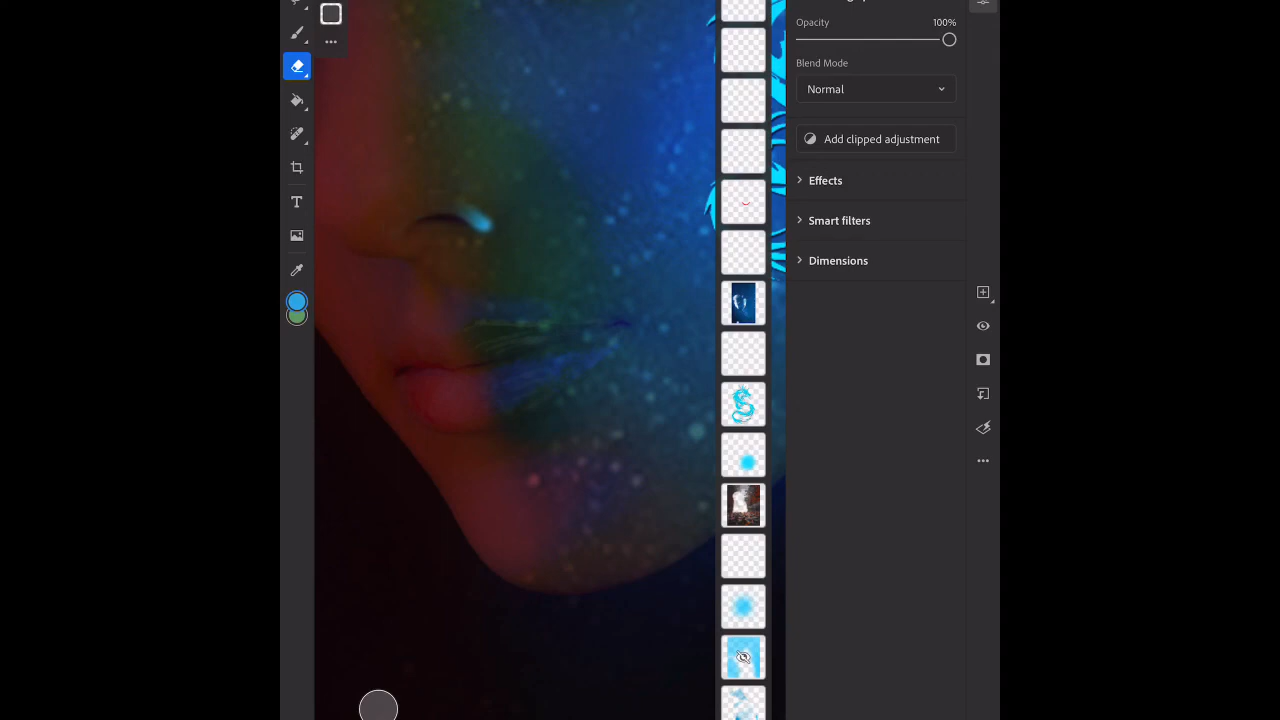 Opacity 100%
Blend Mode
Normal
Add clipped adjustment
Effects
Smart filters
Dimensions